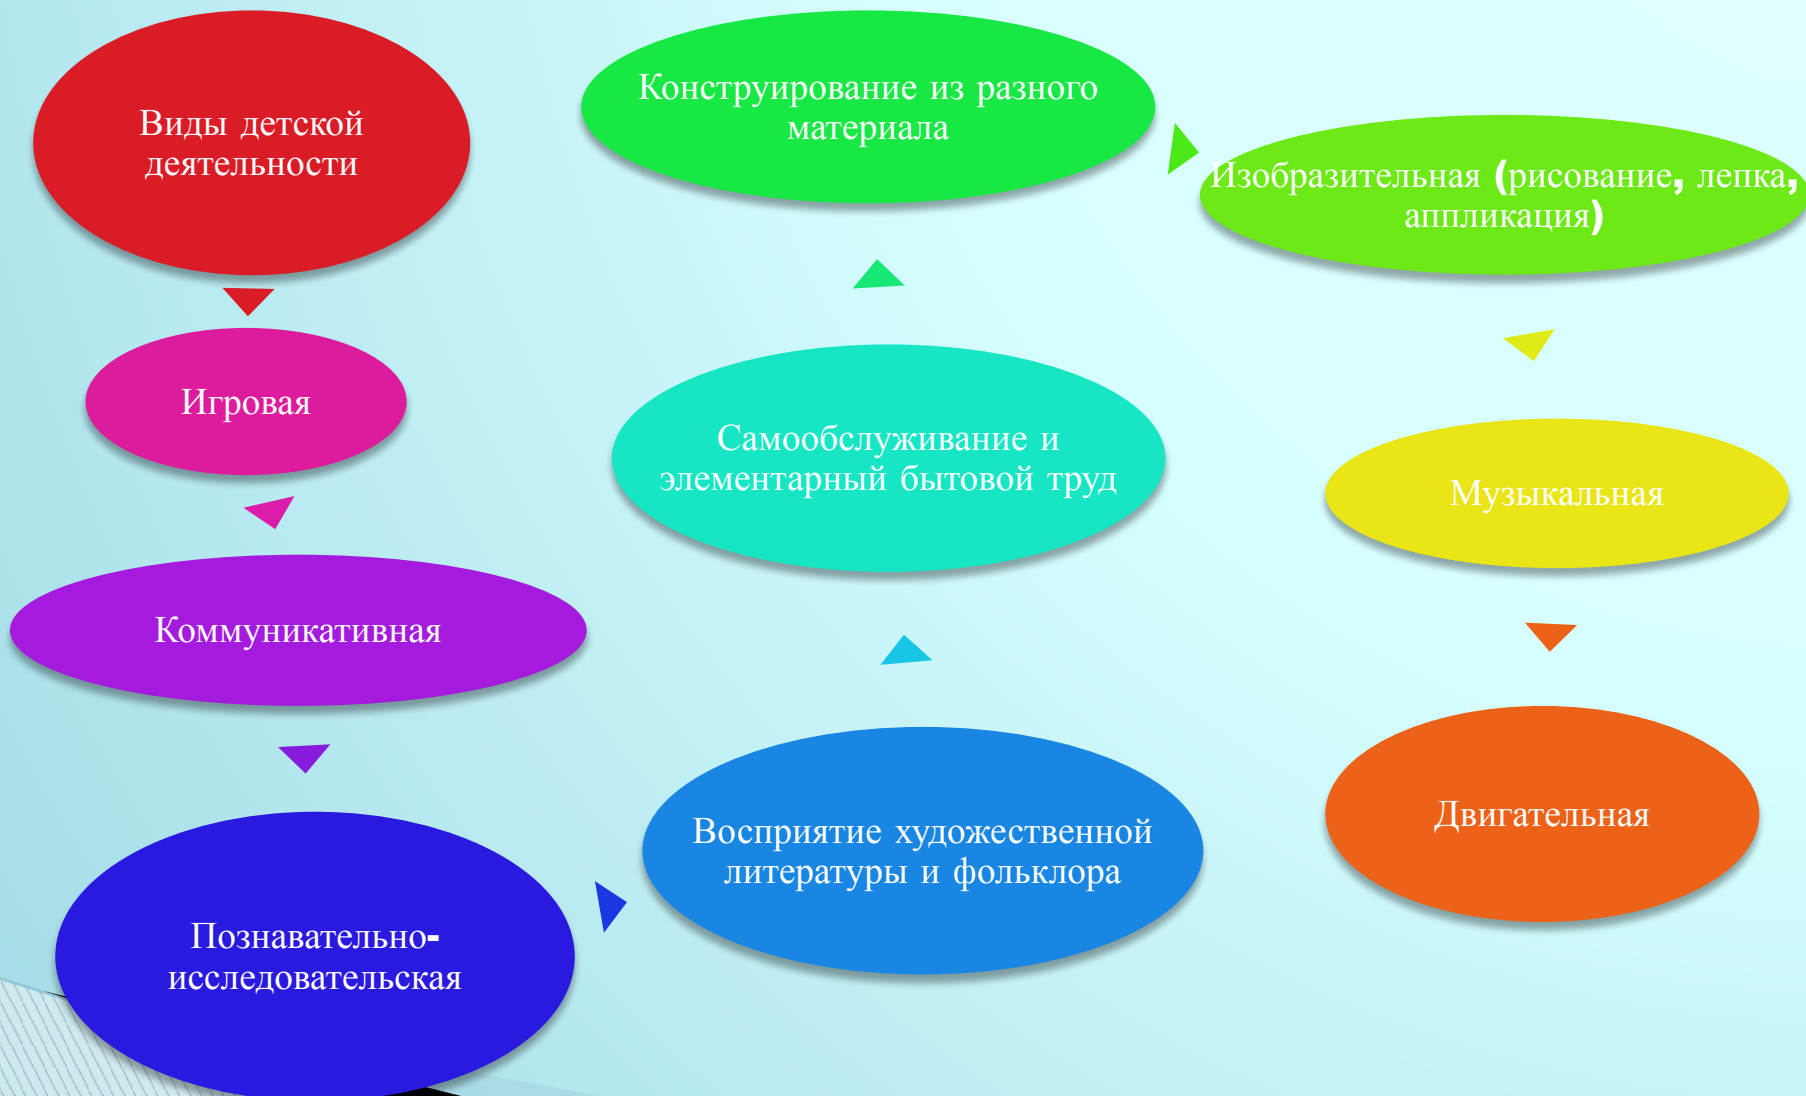 Виды детской
деятельности
Игровая
Коммуникативная
Познавательно-
исследовательская
Восприятие художественной
литературы и фольклора
Самообслуживание и
элементарный бытовой труд
Конструирование из разного
материала
Изобразительная (рисование, лепка,
аппликация)
Музыкальная
Двигательная